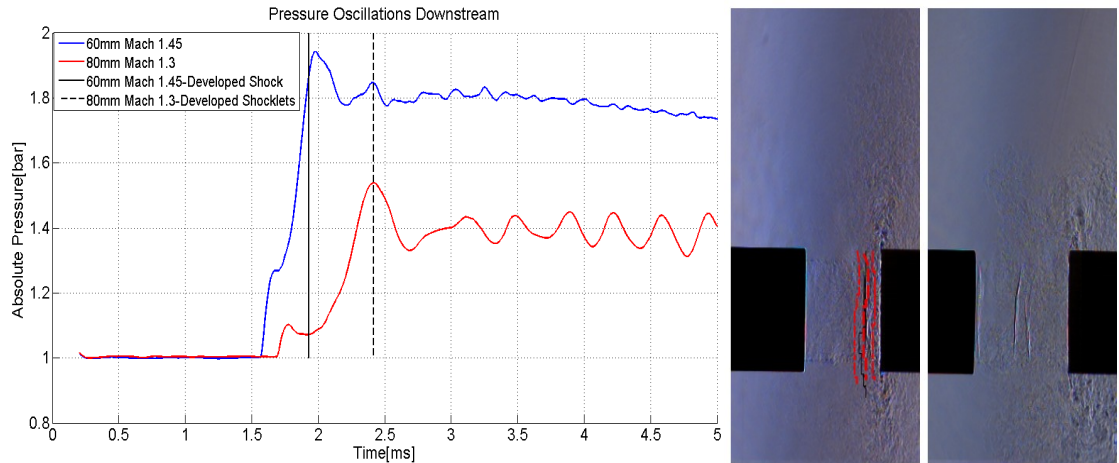 Pressure Oscillations Downstream
60mm Mach 1.45
80mm Mach 1.3
60mm Mach 1.45-Developed Shock
80mm Mach 1.3-Developed Shocklets
Absolute Pressure[bar]
2
1.8
1.6
1.4
1.2
1
0.8
0
0.5
1
1.5
2
2.5
3
3.5
4
4.5
5
Time[ms]